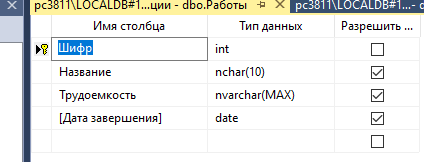 pc3811\LOCALDB#1...ции - dbo.Работы
pc3811\LOCALDB#1...-
Имя столбца Тип данных Разрешить ...
Шифр int
Название nchar(10)
Трудоемкость nvarchar(MAX)
[Дата завершения] date